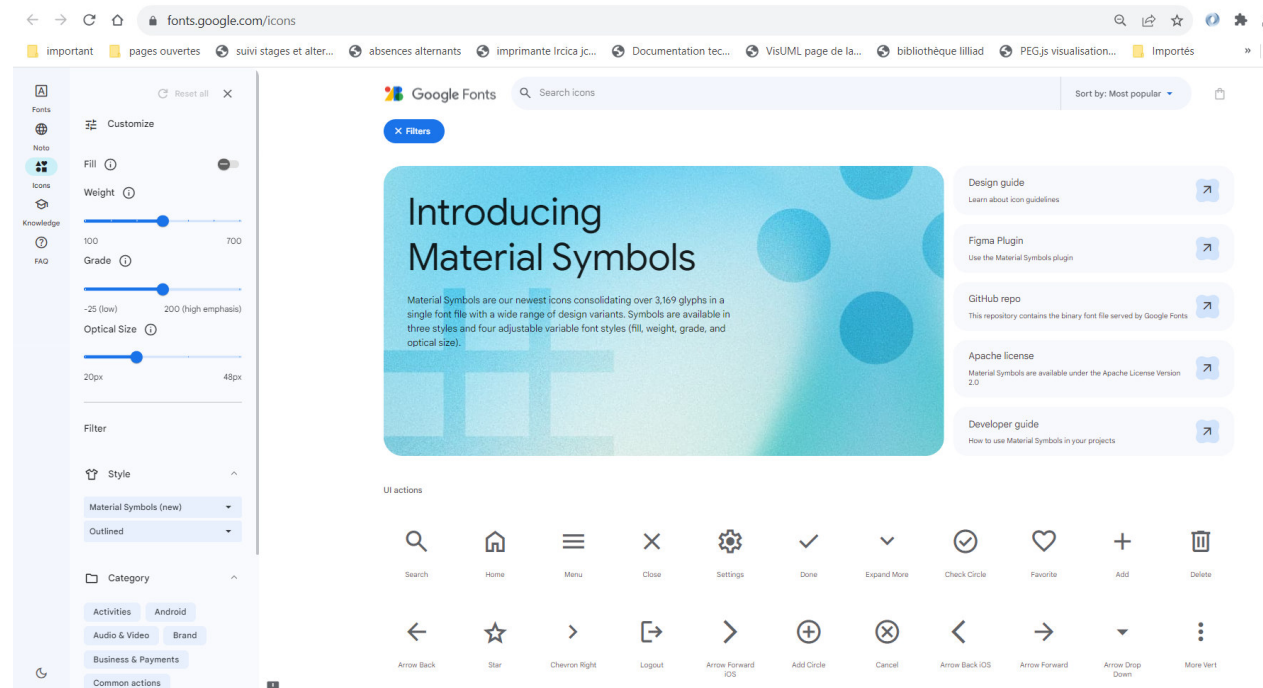 fonts.google.com/icons
important
pages ouvertes
suivi stages et alter...
absences alternants
imprimante Ircica jc...
Documentation tec...
VisUML page de la...
bibliothèque lilliad
PEG.js visualisation...
Importés
»
Fonts
Noto
Icons
Knowledge
FAQ
Reset all
Customize
Fill
Weight
100 700
Grade
-25 (low) 200 (high emphasis)
Optical Size
20px 48px
Filter
Style
Material Symbols (new)
Outlined
Category
Activities Android
Audio & Video Brand
Business & Payments
Common actions
Google Fonts
Search icons
Sort by: Most popular
Filters
Introducing
Material Symbols
Material Symbols are our newest icons consolidating over 3,169 glyphs in a
single font file with a wide range of design variants. Symbols are available in
three styles and four adjustable variable font styles (fill, weight, grade, and
optical size).
Design guide
Learn about icon guidelines
Figma Plugin
Use the Material Symbols plugin
GitHub repo
This repository contains the binary font file served by Google Fonts
Apache license
Material Symbols are available under the Apache License Version
2.0
Developer guide
How to use Material Symbols in your projects
UI actions
Search Home Menu Close Settings Done Expand More Check Circle Favorite Add Delete
Arrow Back Star Chevron Right Logout Arrow Forward iOS Add Circle Cancel Arrow Back iOS Arrow Forward Arrow Drop Down More Vert